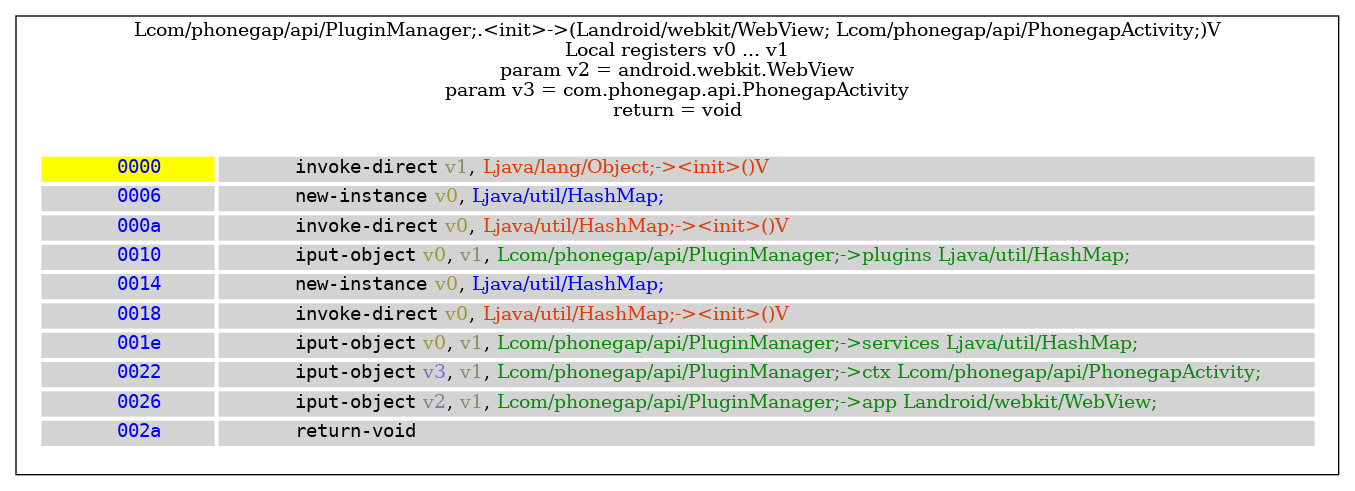 Lcom/phonegap/api/PluginManager;.<init>->(Landroid/webkit/WebView; Lcom/phonegap/api/PhonegapActivity;)V
Local registers v0 ... v1
param v2 = android.webkit.WebView
param v3 = com.phonegap.api.PhonegapActivity
return = void
0000 invoke-direct v1, Ljava/lang/Object;-><init>()V
0006 new-instance v0, Ljava/util/HashMap;
000a invoke-direct v0, Ljava/util/HashMap;-><init>()V
0010 iput-object v0, v1, Lcom/phonegap/api/PluginManager;->plugins Ljava/util/HashMap;
0014 new-instance v0, Ljava/util/HashMap;
0018 invoke-direct v0, Ljava/util/HashMap;-><init>()V
001e iput-object v0, v1, Lcom/phonegap/api/PluginManager;->services Ljava/util/HashMap;
0022 iput-object v3, v1, Lcom/phonegap/api/PluginManager;->ctx Lcom/phonegap/api/PhonegapActivity;
0026 iput-object v2, v1, Lcom/phonegap/api/PluginManager;->app Landroid/webkit/WebView;
002a return-void